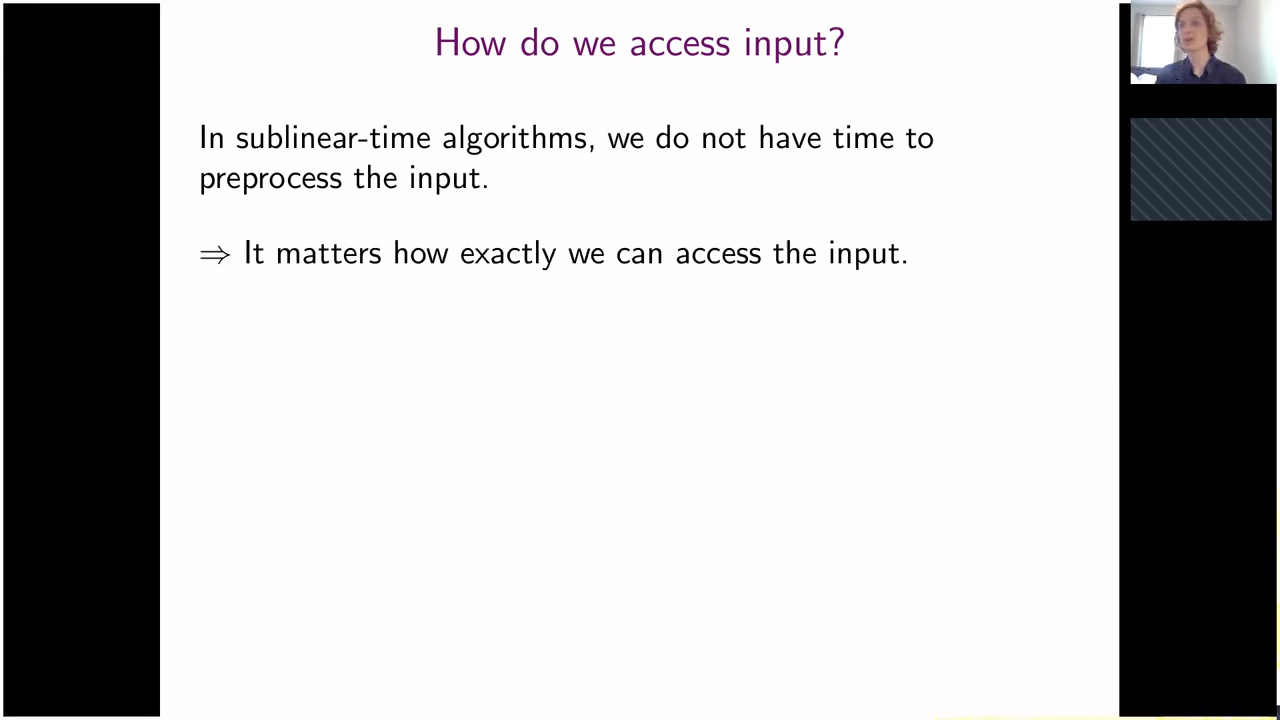 How do we access input?
In sublinear-time algorithms, we do not have time to
preprocess the input.
⇒ It matters how exactly we can access the input.